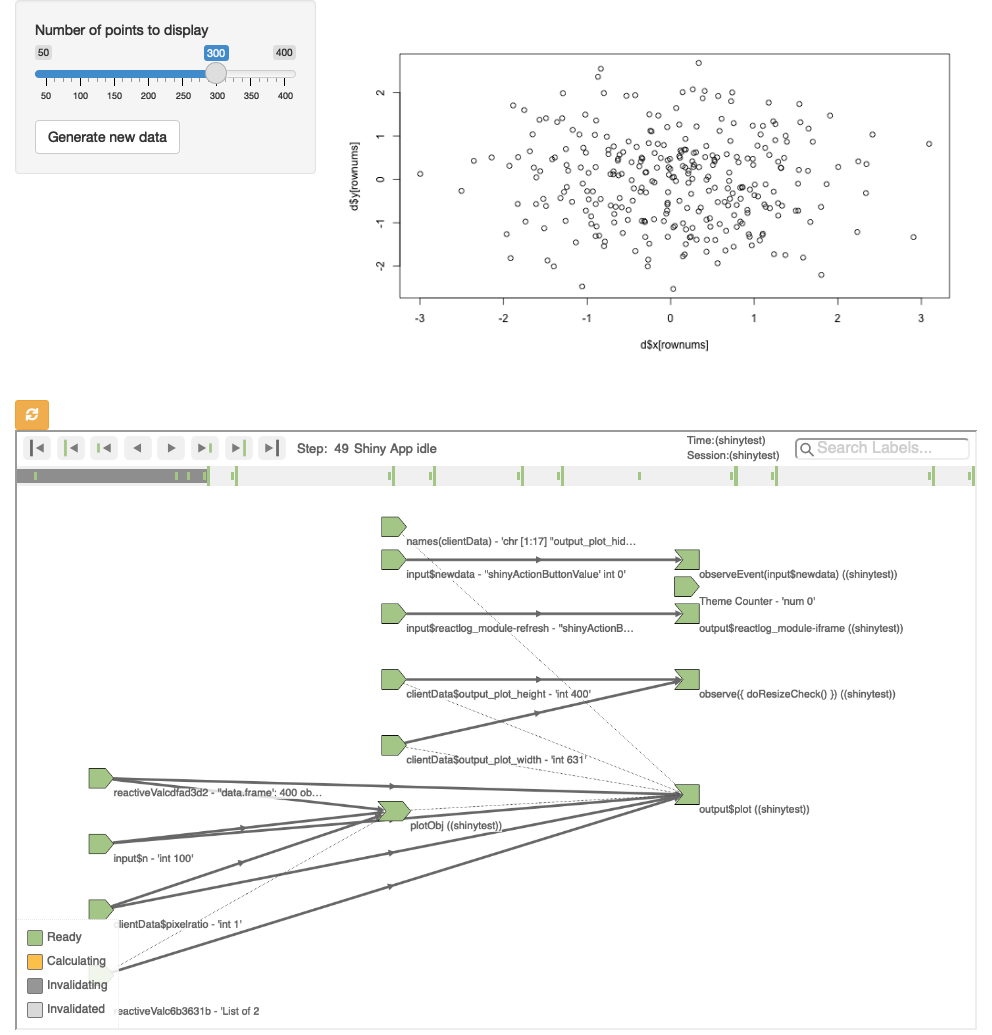 Number of points to display
50 300 400
50 100 150 200 250 300 350 400
Generate new data
d$y[rownums]
2
1
0
-1
-2
-3 -2 -1 0 1 2 3
d$x[rownums]
Step: 49 Shiny App idle
Time:(shinytest)
Session:(shinytest)
Search Labels...
names(clientData) - 'chr [1:17] "output_plot_hid...
input$newdata - "shinyActionButtonValue' int 0'
observeEvent(input$newdata) ((shinytest))
Theme Counter - 'num 0'
input$reactlog_module-refresh - "shinyActionB...
output$reactlog_module-iframe ((shinytest))
clientData$output_plot_height - 'int 400'
observe({ doResizeCheck() }) ((shinytest))
clientData$output_plot_width - 'int 631'
reactiveValcdfad3d2 - "data.frame': 400 ob...
output$plot ((shinytest))
plotObj ((shinytest))
input$n - 'int 100'
clientData$pixelratio - 'int 1'
Ready
Calculating
Invalidating
Invalidated
eactiveValc6b3631b - 'List of 2